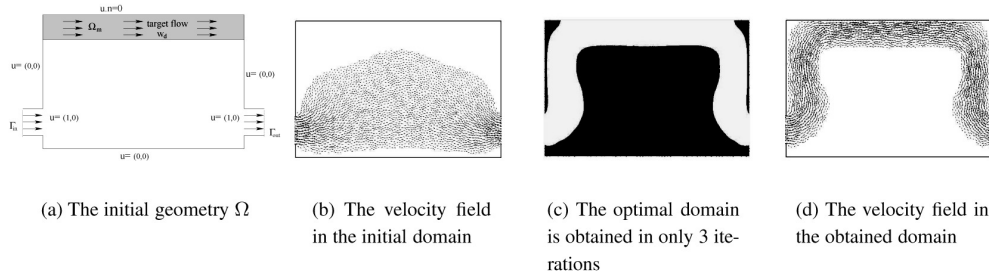 u.n=0
Ω_m
target flow
w_d
u= (0,0)
u= (0,0)
u= (1,0)
u= (1,0)
Γ_in
Γ_out
u= (0,0)
(a) The initial geometry Ω
(b) The velocity field
in the initial domain
(c) The optimal domain
is obtained in only 3 ite-
rations
(d) The velocity field in
the obtained domain